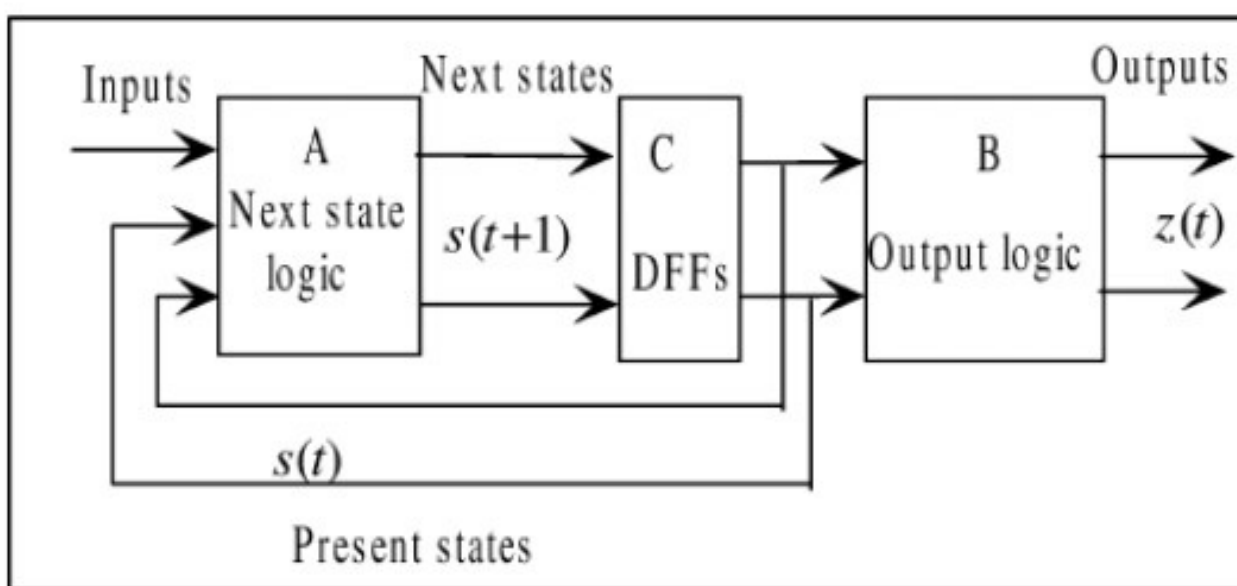 Inputs
Next states
Outputs
A
Next state
logic
s(t+1)
C
DFFs
B
Output logic
z(t)
s(t)
Present states